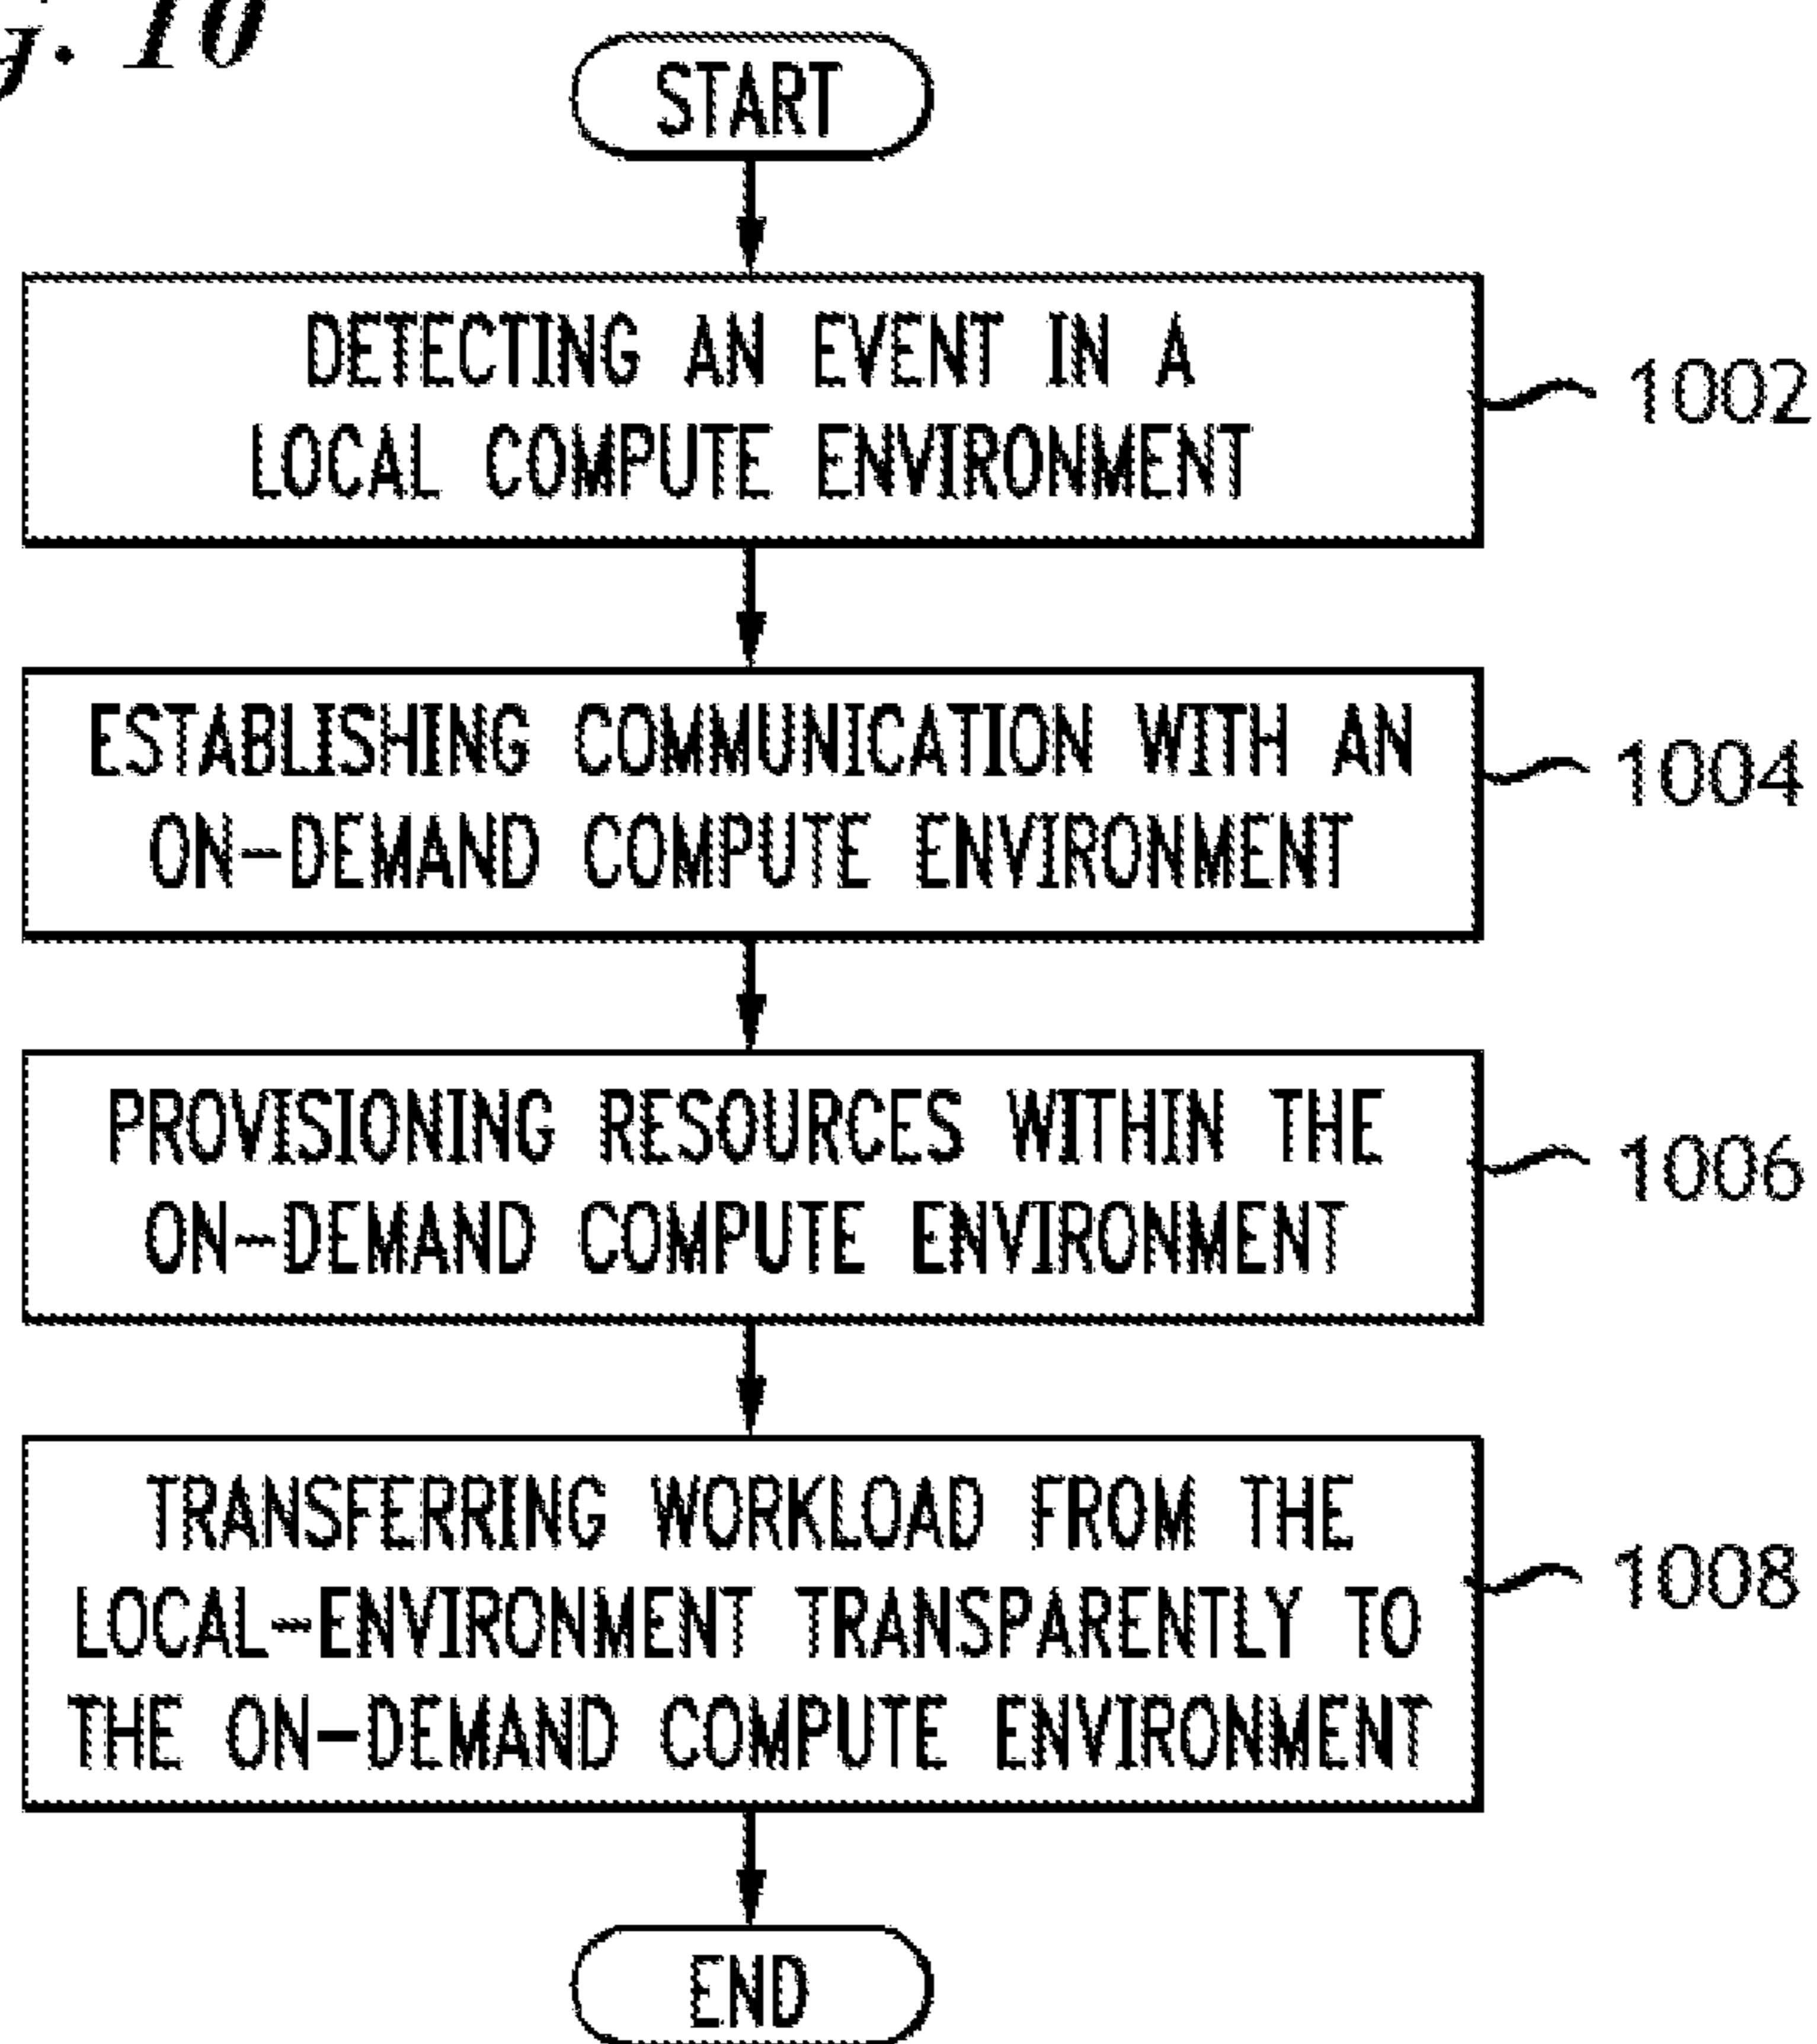 g. 10
START
DETECTING AN EVENT IN A
LOCAL COMPUTE ENVIRONMENT
1002
ESTABLISHING COMMUNICATION WITH AN
ON-DEMAND COMPUTE ENVIRONMENT
1004
PROVISIONING RESOURCES WITHIN THE
ON-DEMAND COMPUTE ENVIRONMENT
1006
TRANSFERRING WORKLOAD FROM THE
LOCAL-ENVIRONMENT TRANSPARENTLY TO
THE ON-DEMAND COMPUTE ENVIRONMENT
1008
END